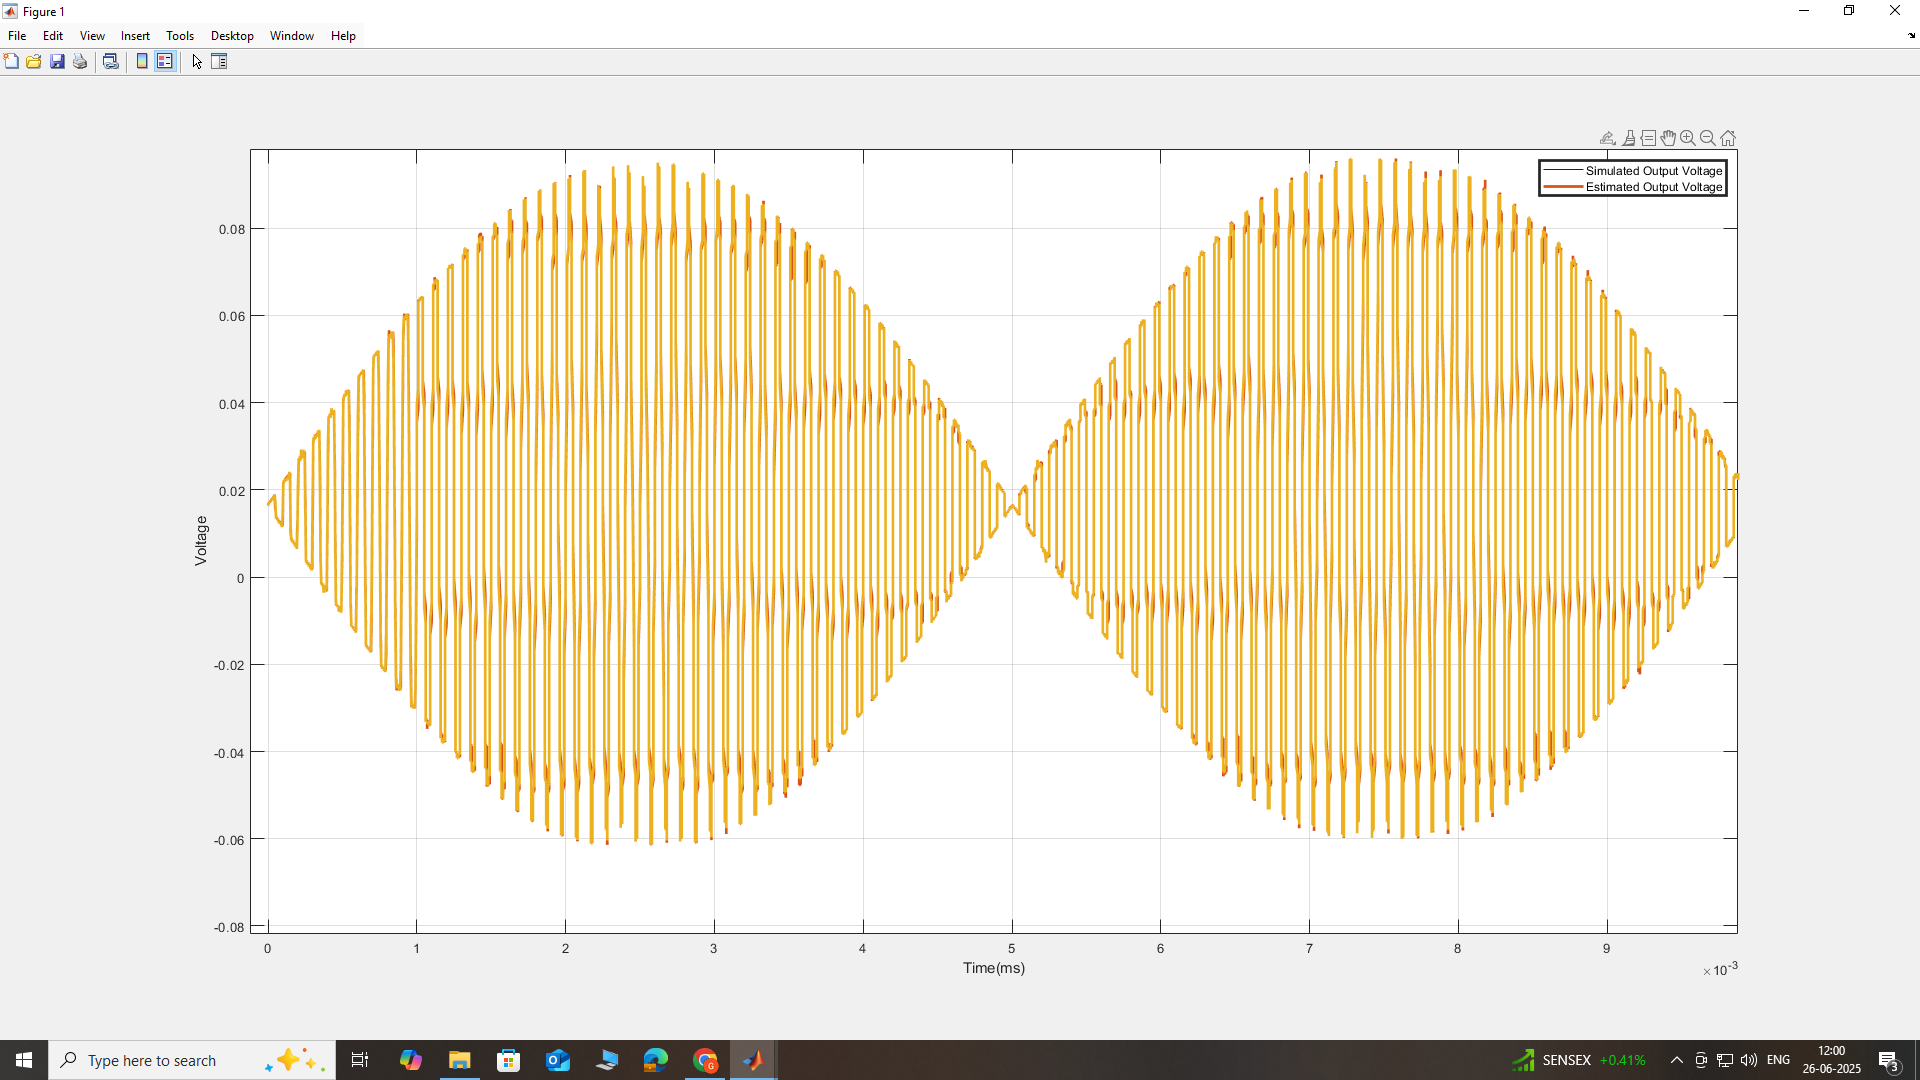 Figure 1
File Edit View Insert Tools Desktop Window Help
Simulated Output Voltage
Estimated Output Voltage
0.08
0.06
0.04
0.02
0
-0.02
-0.04
-0.06
-0.08
Voltage
0 1 2 3 4 5 6 7 8 9
Time(ms)
×10-3
Type here to search
G
SENSEX +0.41%
ENG
12:00
26-06-2025
3